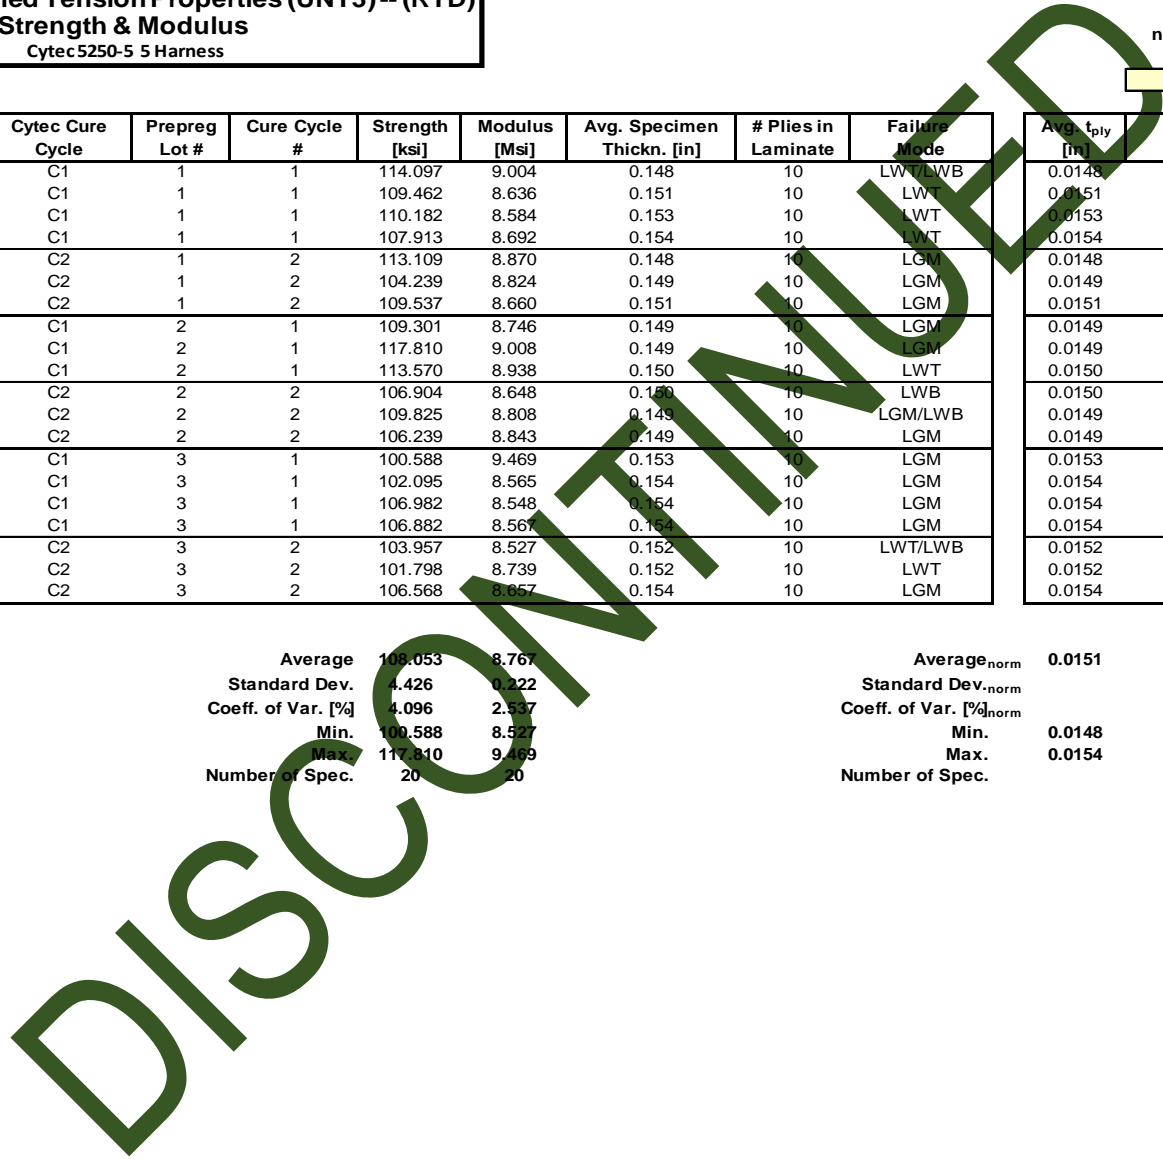 Strength & Modulus
Cytec 5250-5 5 Harness
Cytec Cure Cycle | Prepreg Lot # | Cure Cycle # | Strength [ksi] | Modulus [Msi] | Avg. Specimen Thickn. [in] | # Plies in Laminate | Failure Mode | Avg. tply [in]
C1 1 1 114.097 9.004 0.148 10 LWT/LWB 0.0148
C1 1 1 109.462 8.636 0.151 10 LWT 0.0151
C1 1 1 110.182 8.584 0.153 10 LWT 0.0153
C1 1 1 107.913 8.692 0.154 10 LWT 0.0154
C2 1 2 113.109 8.870 0.148 10 LGM 0.0148
C2 1 2 104.239 8.824 0.149 10 LGM 0.0149
C2 1 2 109.537 8.660 0.151 10 LGM 0.0151
C1 2 1 109.301 8.746 0.149 10 LGM 0.0149
C1 2 1 117.810 9.008 0.149 10 LGM 0.0149
C1 2 1 113.570 8.938 0.150 10 LWT 0.0150
C2 2 2 106.904 8.648 0.150 10 LWB 0.0150
C2 2 2 109.825 8.808 0.149 10 LGM/LWB 0.0149
C2 2 2 106.239 8.843 0.149 10 LGM 0.0149
C1 3 1 100.588 9.469 0.153 10 LGM 0.0153
C1 3 1 102.095 8.565 0.154 10 LGM 0.0154
C1 3 1 106.982 8.548 0.154 10 LGM 0.0154
C1 3 1 106.882 8.567 0.154 10 LGM 0.0154
C2 3 2 103.957 8.527 0.152 10 LWT/LWB 0.0152
C2 3 2 101.798 8.739 0.152 10 LWT 0.0152
C2 3 2 106.568 8.657 0.154 10 LGM 0.0154
Average 108.053 8.767 Averagenorm 0.0151
Standard Dev. 4.426 0.222 Standard Dev.norm
Coeff. of Var. [%] 4.096 2.537 Coeff. of Var. [%]norm
Min. 100.588 8.527 Min. 0.0148
Max. 117.810 9.469 Max. 0.0154
Number of Spec. 20 20 Number of Spec.
DISCONTINUED